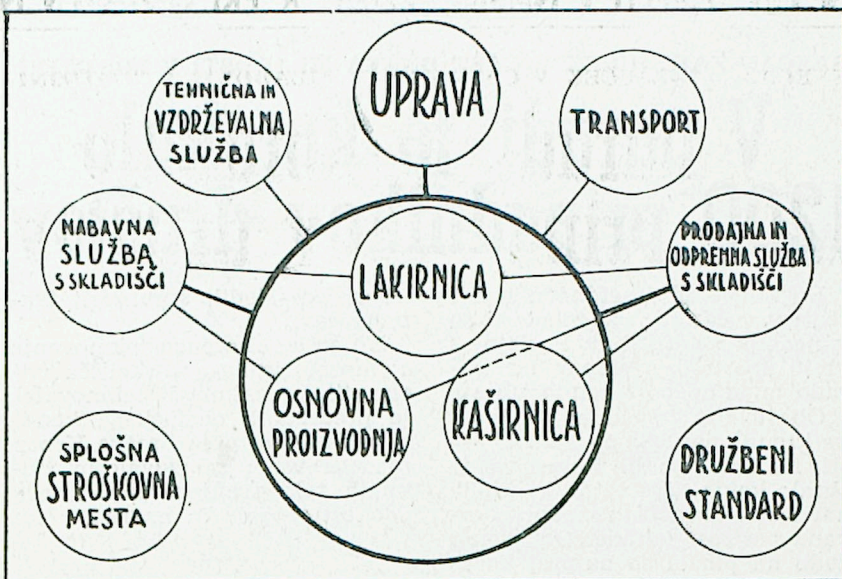 TEHNIČNA IN
VZDRŽEVALNA
SLUŽBA
UPRAVA
TRANSPORT
NABAVNA
SLUŽBA
S SKLADIŠČI
LAKIRNICA
PRODAJNA IN
ODPREMNA SLUŽBA
S SKLADIŠČI
OSNOVNA
PROIZVODNJA
KAŠIRNICA
SPLOŠNA
STROŠKOVNA
MESTA
DRUŽBENI
STANDARD